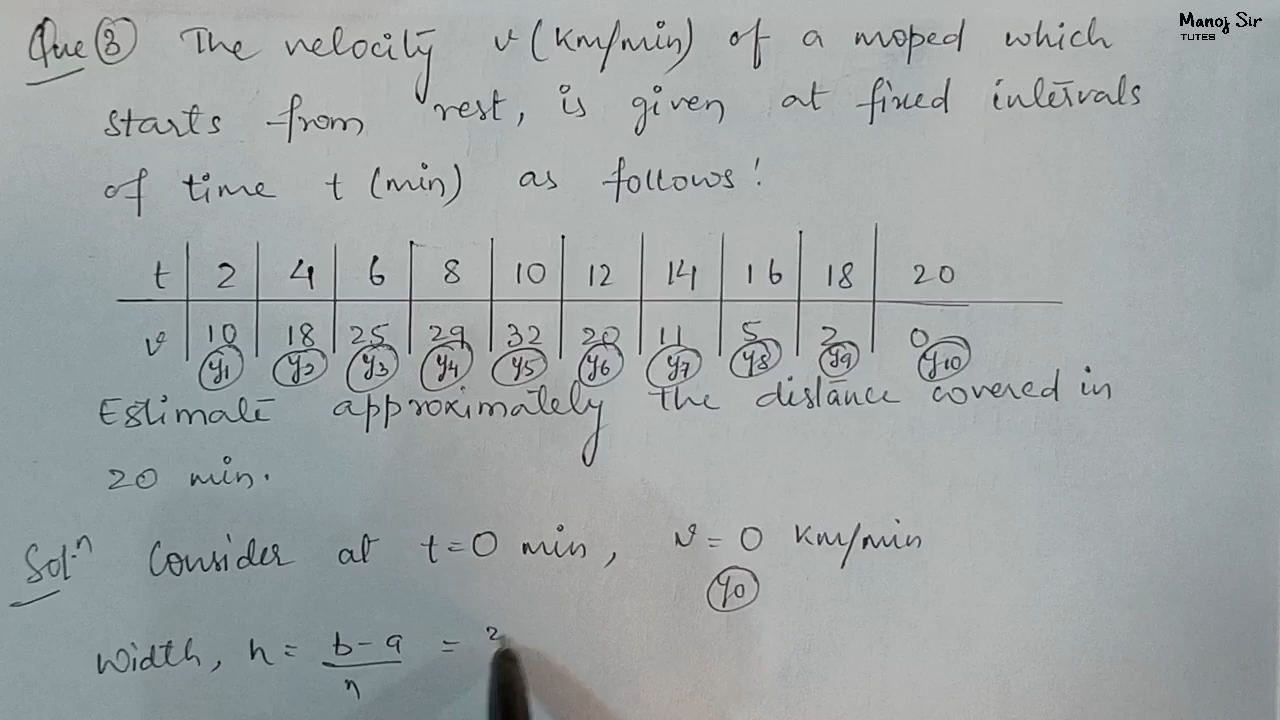 Manoj Sir
TUTES
Que ③ The velocity v (km/min) of a moped which
starts from rest, is given at fixed intervals
of time t (min) as follows:
t | 2 | 4 | 6 | 8 | 10 | 12 | 14 | 16 | 18 | 20
v | 10 | 18 | 25 | 29 | 32 | 20 | 11 | 5 | 2 | 0
y1 y2 y3 y4 y5 y6 y7 y8 y9 y10
Estimate approximately the distance covered in
20 min.
Sol.n Consider at t=0 min, v = 0 km/min
y0
Width, h = b-a / n = 2